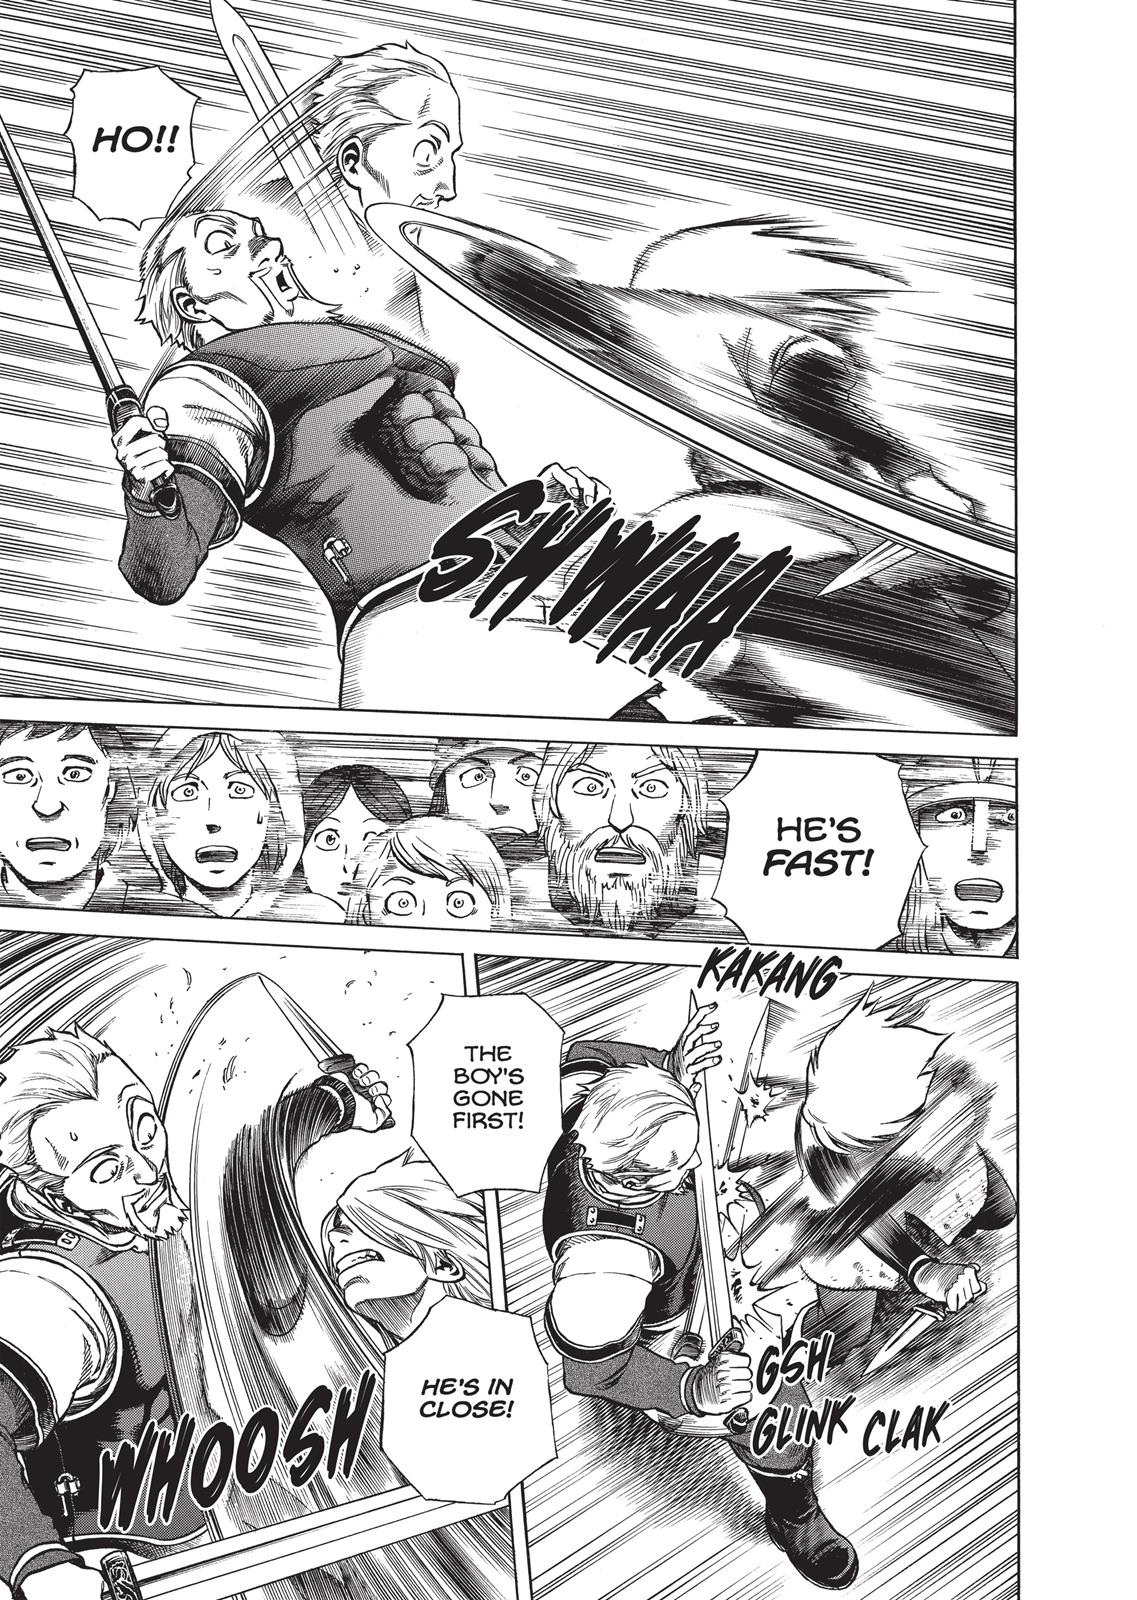 HO!!
SHWAA
HE'S
FAST!
KAKANG
GSH
GLINK
CLAK
THE
BOY'S
GONE
FIRST!
HE'S IN
CLOSE!
WHOOSH